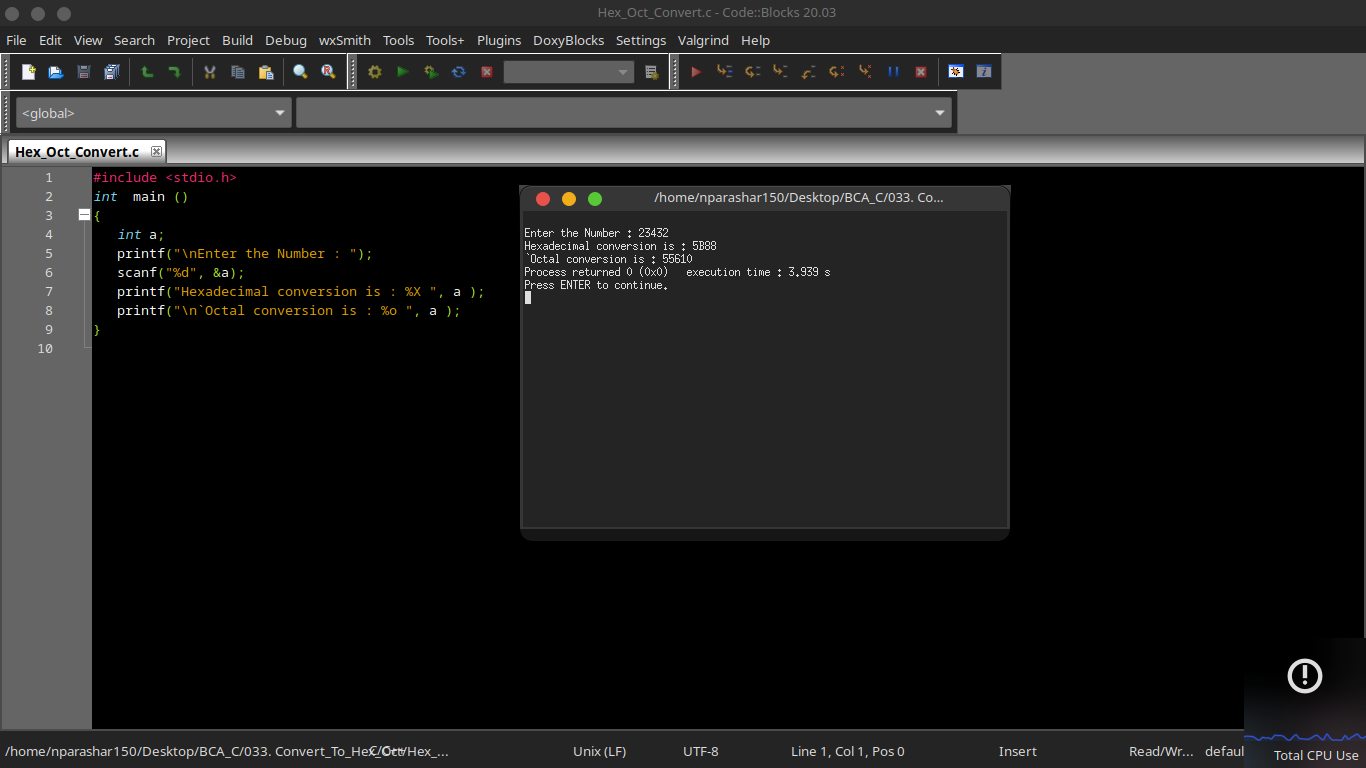 Hex_Oct_Convert.c - Code::Blocks 20.03
File Edit View Search Project Build Debug wxSmith Tools Tools+ Plugins DoxyBlocks Settings Valgrind Help
<global>
Hex_Oct_Convert.c
1 #include <stdio.h>
2 int  main ()
3 {
4    int a;
5    printf("\nEnter the Number : ");
6    scanf("%d", &a);
7    printf("Hexadecimal conversion is : %X ", a );
8    printf("\n`Octal conversion is : %o ", a );
9 }
10
/home/nparashar150/Desktop/BCA_C/033. Co...
Enter the Number : 23432
Hexadecimal conversion is : 5B88
`Octal conversion is : 55610
Process returned 0 (0x0)   execution time : 3.939 s
Press ENTER to continue.
/home/nparashar150/Desktop/BCA_C/033. Convert_To_Hex_Oct/Hex_... C/C++ Unix (LF) UTF-8 Line 1, Col 1, Pos 0 Insert Read/Wr... defaul
Total CPU Use